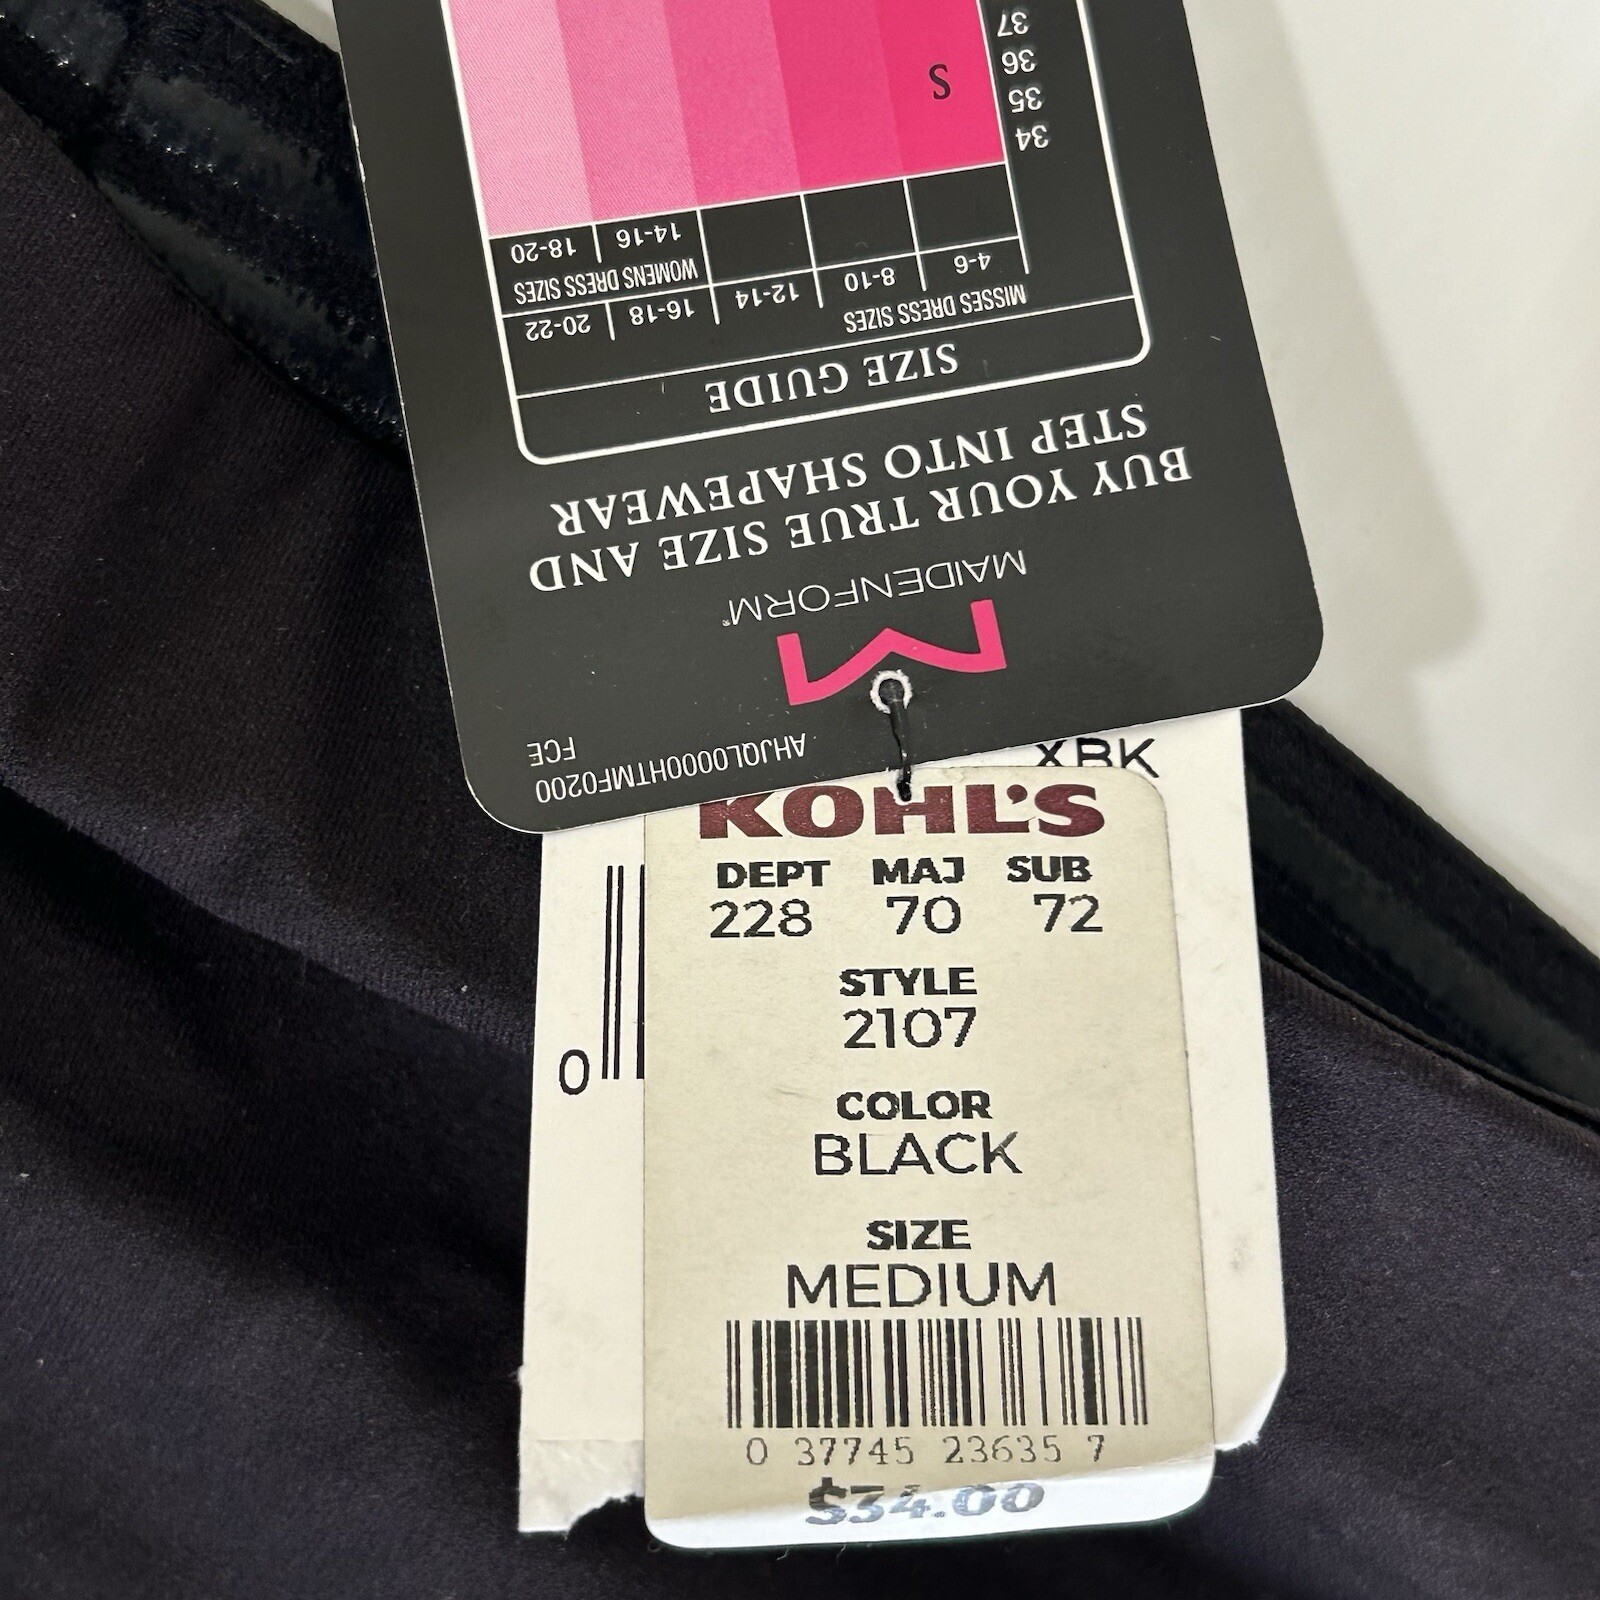 AHJQL0000HTMF0200
FCE
MAIDENFORM®
BUY YOUR TRUE SIZE AND
STEP INTO SHAPEWEAR
SIZE GUIDE
MISSES DRESS SIZES
4-6 8-10 12-14 16-18 20-22
WOMENS DRESS SIZES
14-16 18-20
34
35
36
37
S
XBK
0
KOHL'S
DEPT MAJ SUB
228 70 72
STYLE
2107
COLOR
BLACK
SIZE
MEDIUM
0 37745 23635 7
$34.00